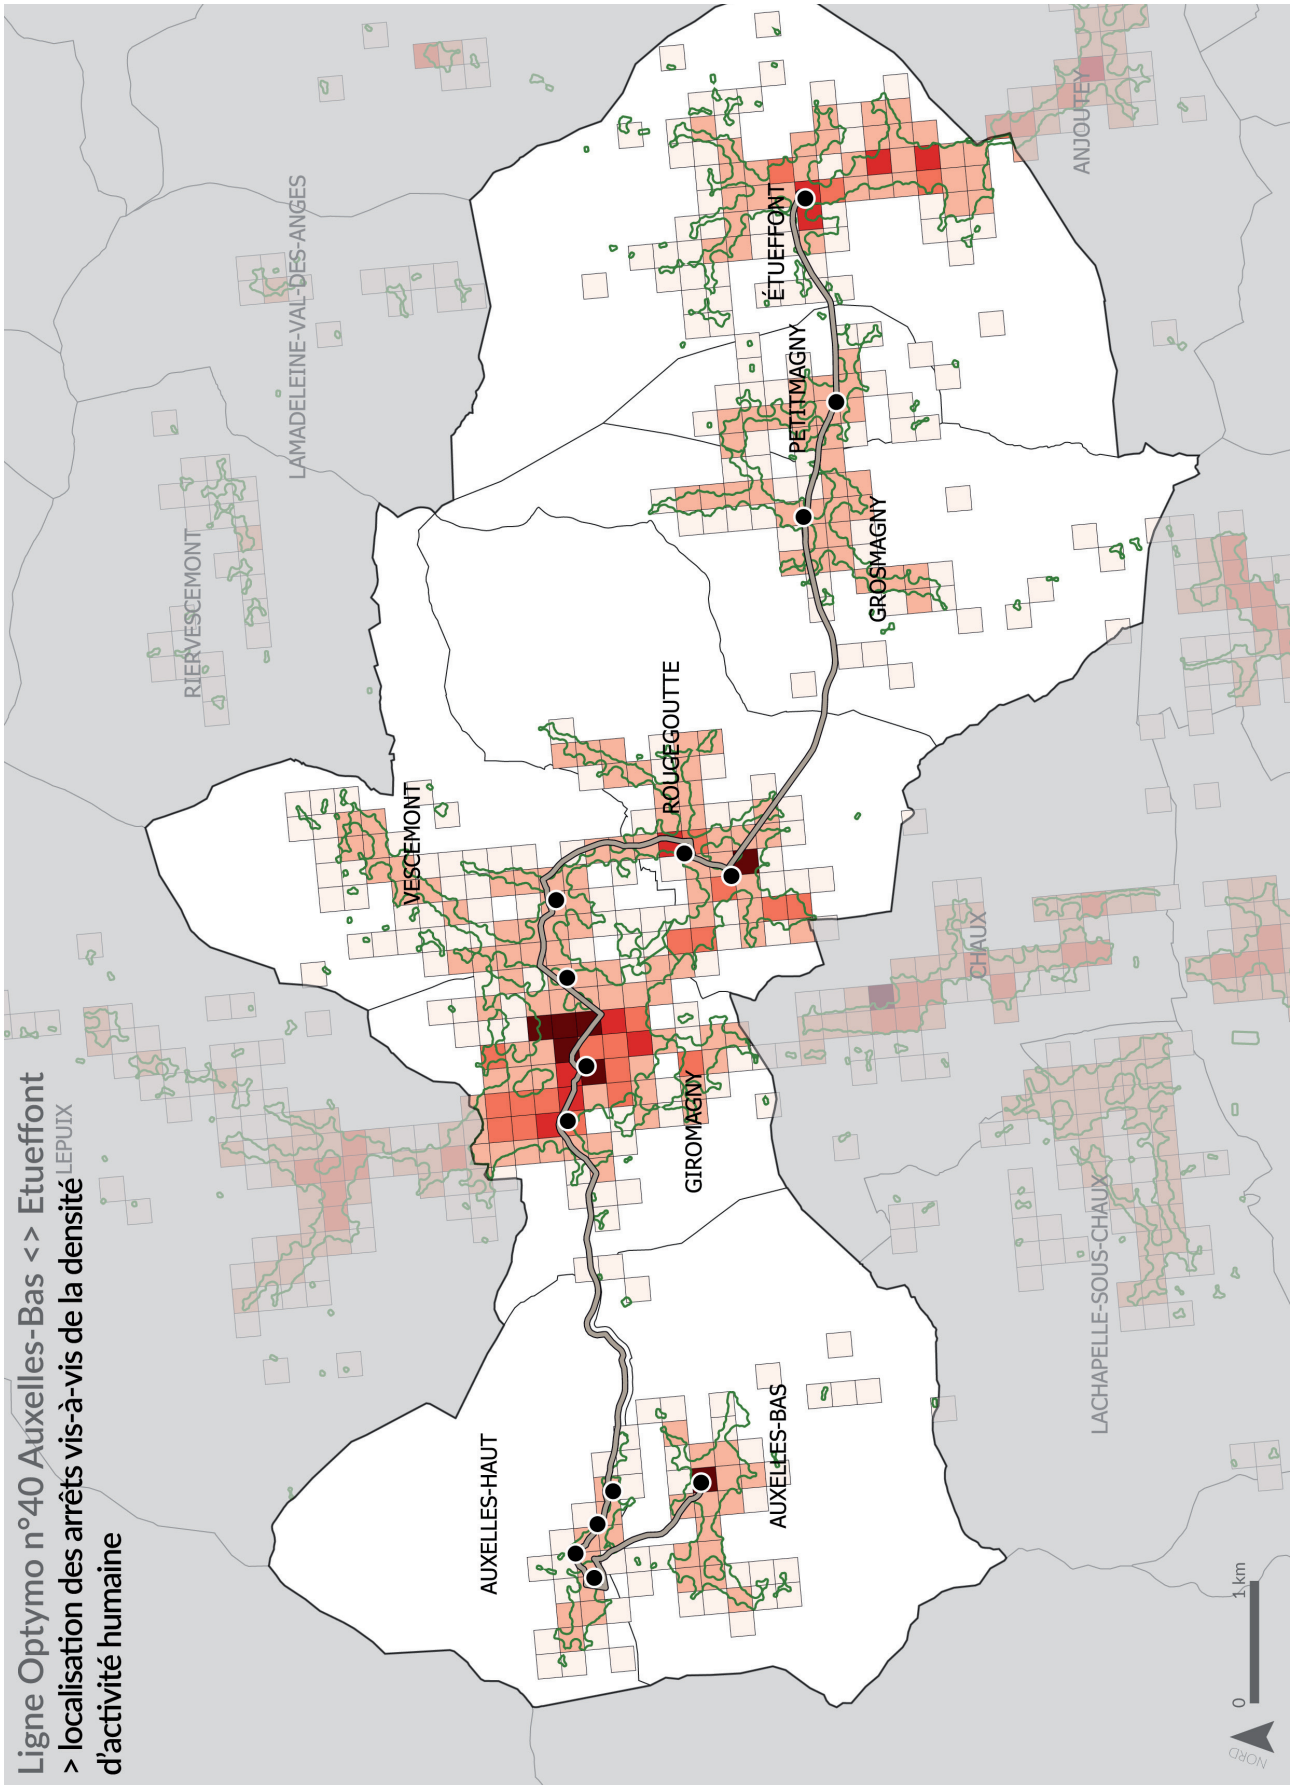 Ligne Optymo n°40 Auxelles-Bas <> Etueffont
> localisation des arrêts vis-à-vis de la densité
d'activité humaine
LEPUIX
RIERVESCEMONT
LAMADELEINE-VAL-DES-ANGES
VESCEMONT
AUXELLES-HAUT
ROUGEGOUTTE
GIROMAGNY
AUXELLES-BAS
PETITMAGNY
ÉTUEFFONT
GROSMAGNY
CHAUX
ANJOUTEY
LACHAPELLE-SOUS-CHAUX
NORD
0
1 km